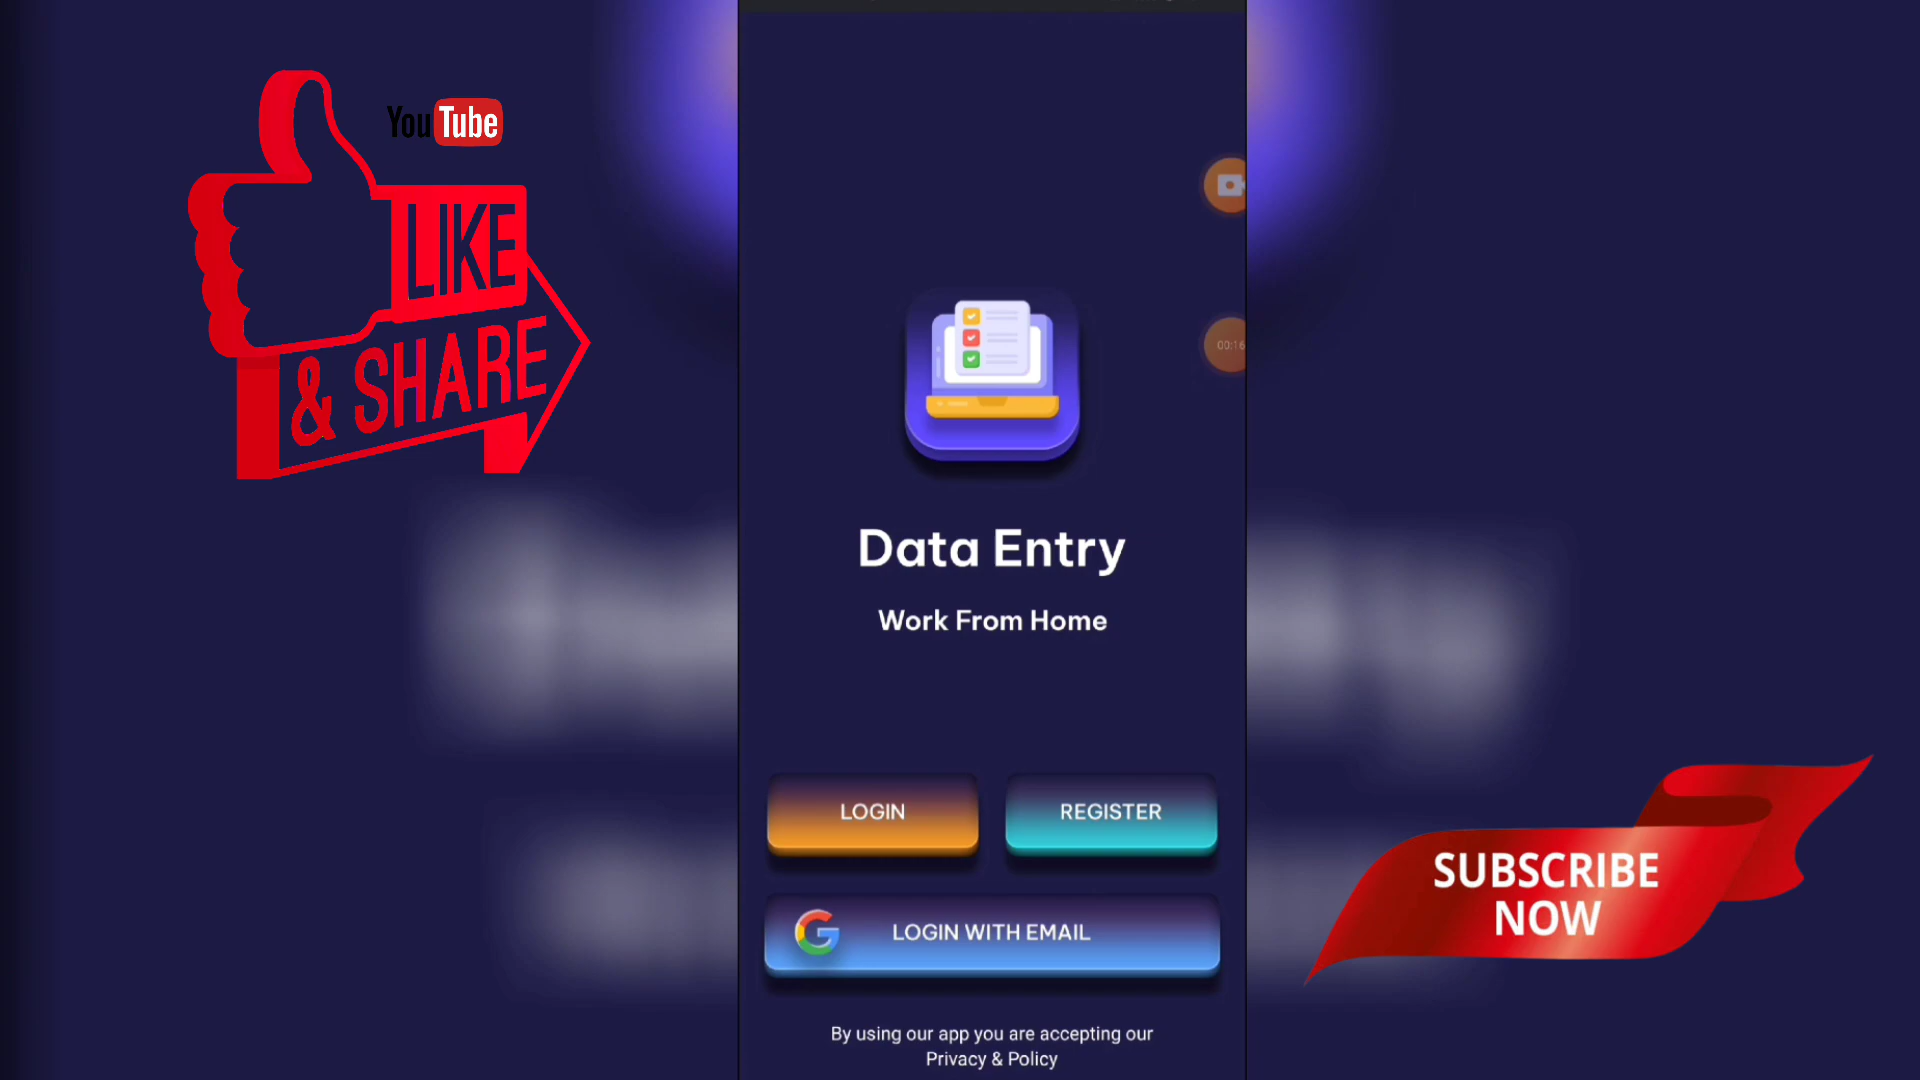 YouTube
LIKE
& SHARE
00:16
Data Entry
Work From Home
LOGIN
REGISTER
LOGIN WITH EMAIL
By using our app you are accepting our
Privacy & Policy
SUBSCRIBE
NOW